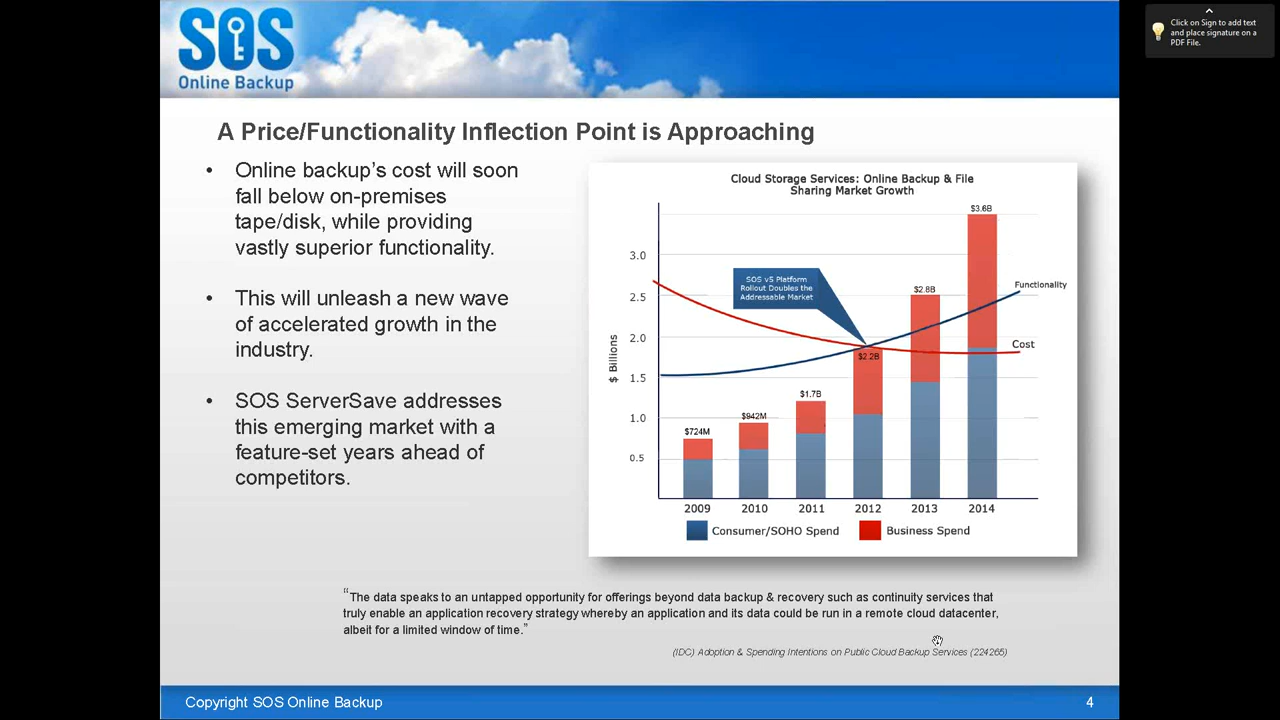 SOS
Online Backup
Click on Sign to add text
and place signature on a
PDF File.
A Price/Functionality Inflection Point is Approaching
• Online backup's cost will soon
fall below on-premises
tape/disk, while providing
vastly superior functionality.
• This will unleash a new wave
of accelerated growth in the
industry.
• SOS ServerSave addresses
this emerging market with a
feature-set years ahead of
competitors.
Cloud Storage Services: Online Backup & File
Sharing Market Growth
$3.6B
3.0
SOS v5 Platform
Rollout Doubles the
Addressable Market
Functionality
$2.8B
2.5
2.0
Cost
$ Billions
$2.2B
1.5
$1.7B
1.0
$942M
$724M
0.5
2009 2010 2011 2012 2013 2014
Consumer/SOHO Spend Business Spend
“The data speaks to an untapped opportunity for offerings beyond data backup & recovery such as continuity services that
truly enable an application recovery strategy whereby an application and its data could be run in a remote cloud datacenter,
albeit for a limited window of time.”
(IDC) Adoption & Spending Intentions on Public Cloud Backup Services (224265)
Copyright SOS Online Backup 4